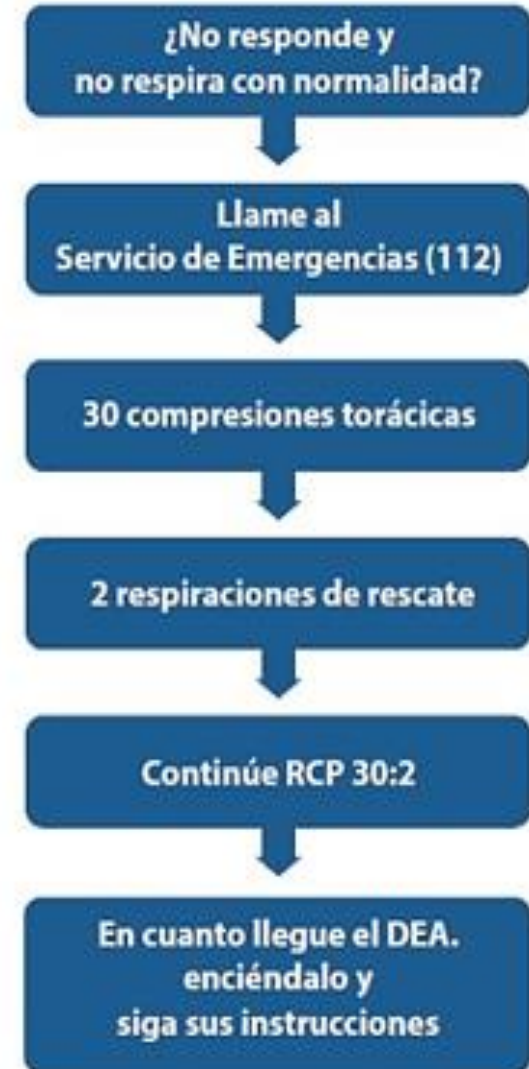 ¿No responde y
no respira con normalidad?
Llame al
Servicio de Emergencias (112)
30 compresiones torácicas
2 respiraciones de rescate
Continúe RCP 30:2
En cuanto llegue el DEA.
enciéndalo y
siga sus instrucciones